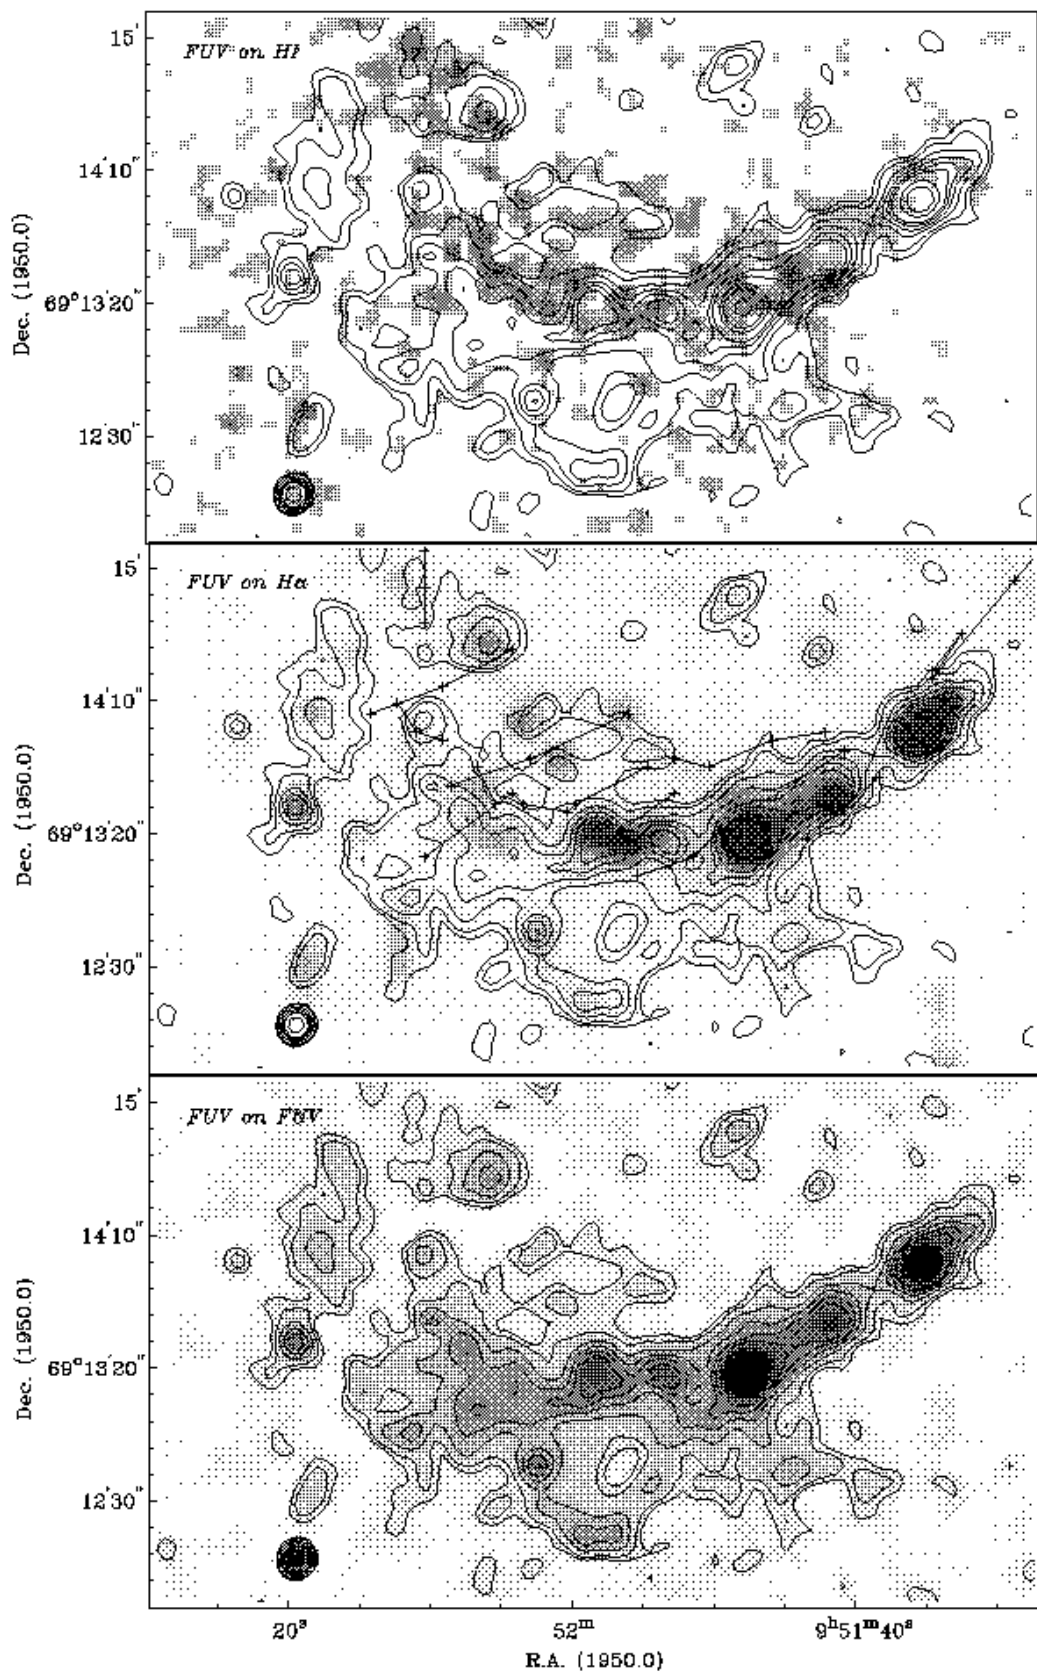 FUV on HI
15'
14'10"
69°13'20"
12'30"
Dec. (1950.0)
FUV on Hα
15'
14'10"
69°13'20"
12'30"
Dec. (1950.0)
FUV on
15'
14'10"
69°13'20"
12'30"
Dec. (1950.0)
20ˢ
52ᵐ
9ʰ51ᵐ40ˢ
R.A. (1950.0)